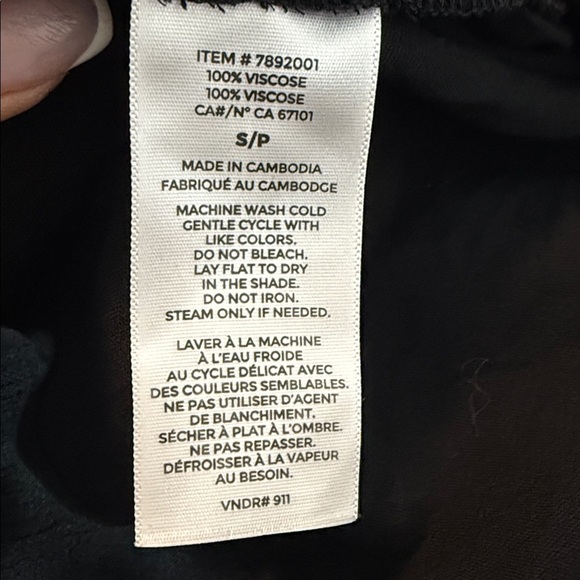 ITEM # 7892001
100% VISCOSE
100% VISCOSE
CA#/N° CA 67101
S/P
MADE IN CAMBODIA
FABRIQUÉ AU CAMBODGE
MACHINE WASH COLD
GENTLE CYCLE WITH
LIKE COLORS.
DO NOT BLEACH.
LAY FLAT TO DRY
IN THE SHADE.
DO NOT IRON.
STEAM ONLY IF NEEDED.
LAVER À LA MACHINE
À L'EAU FROIDE
AU CYCLE DÉLICAT AVEC
DES COULEURS SEMBLABLES.
NE PAS UTILISER D'AGENT
DE BLANCHIMENT.
SÉCHER À PLAT À L'OMBRE.
NE PAS REPASSER.
DÉFROISSER À LA VAPEUR
AU BESOIN.
VNDR# 911